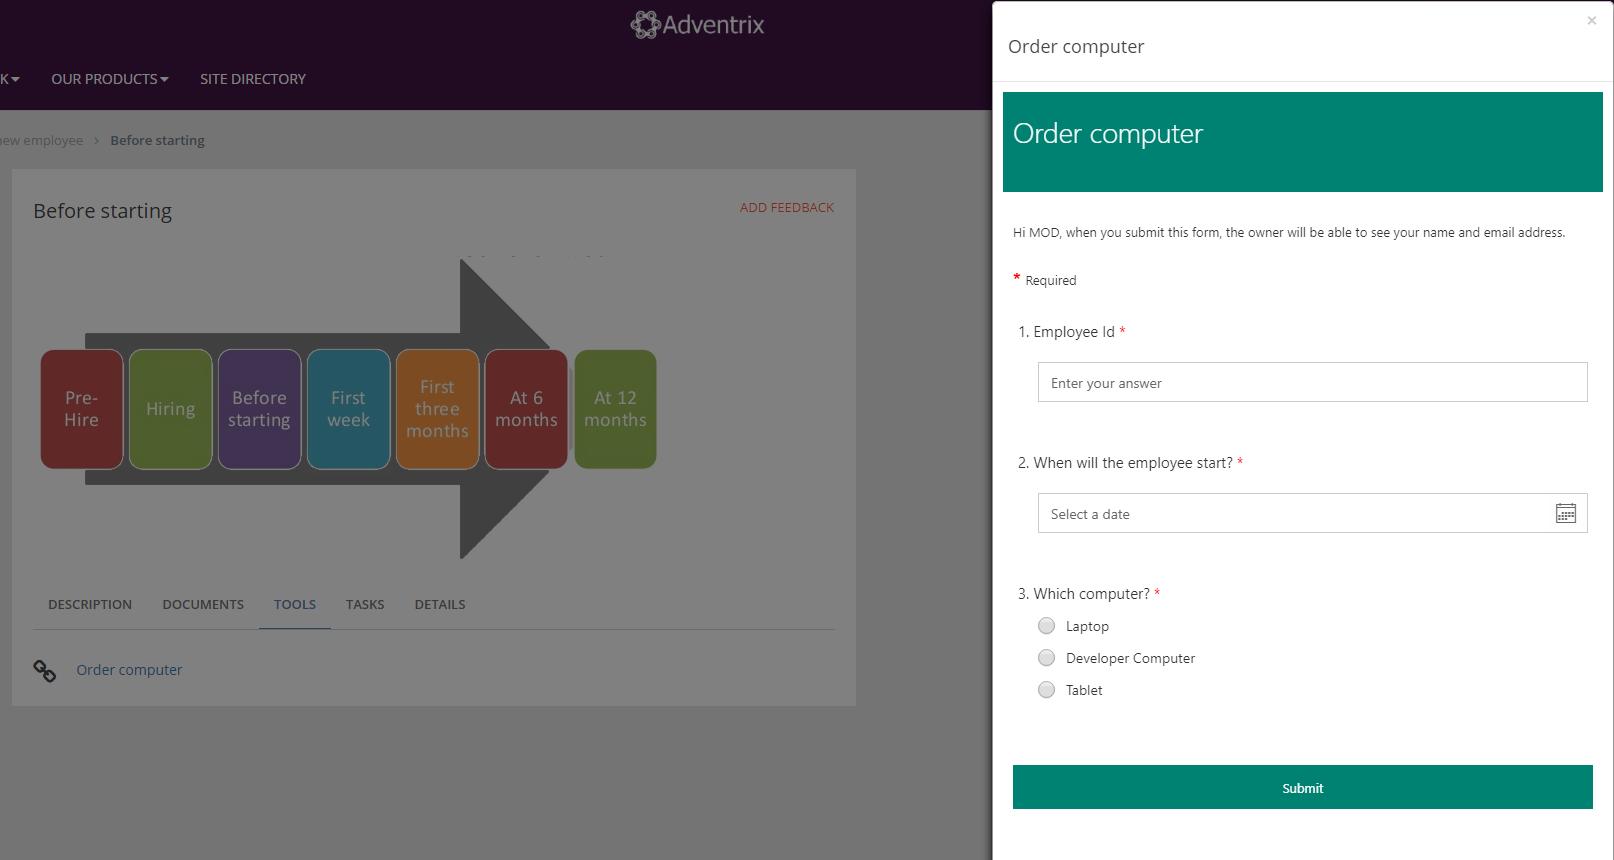 Adventrix
K
OUR PRODUCTS
SITE DIRECTORY
new employee > Before starting
Before starting
ADD FEEDBACK
Pre-
Hire
Hiring
Before
starting
First
week
First
three
months
At 6
months
At 12
months
DESCRIPTION
DOCUMENTS
TOOLS
TASKS
DETAILS
Order computer
×
Order computer
Order computer
Hi MOD, when you submit this form, the owner will be able to see your name and email address.
* Required
1. Employee Id *
Enter your answer
2. When will the employee start? *
Select a date
3. Which computer? *
Laptop
Developer Computer
Tablet
Submit